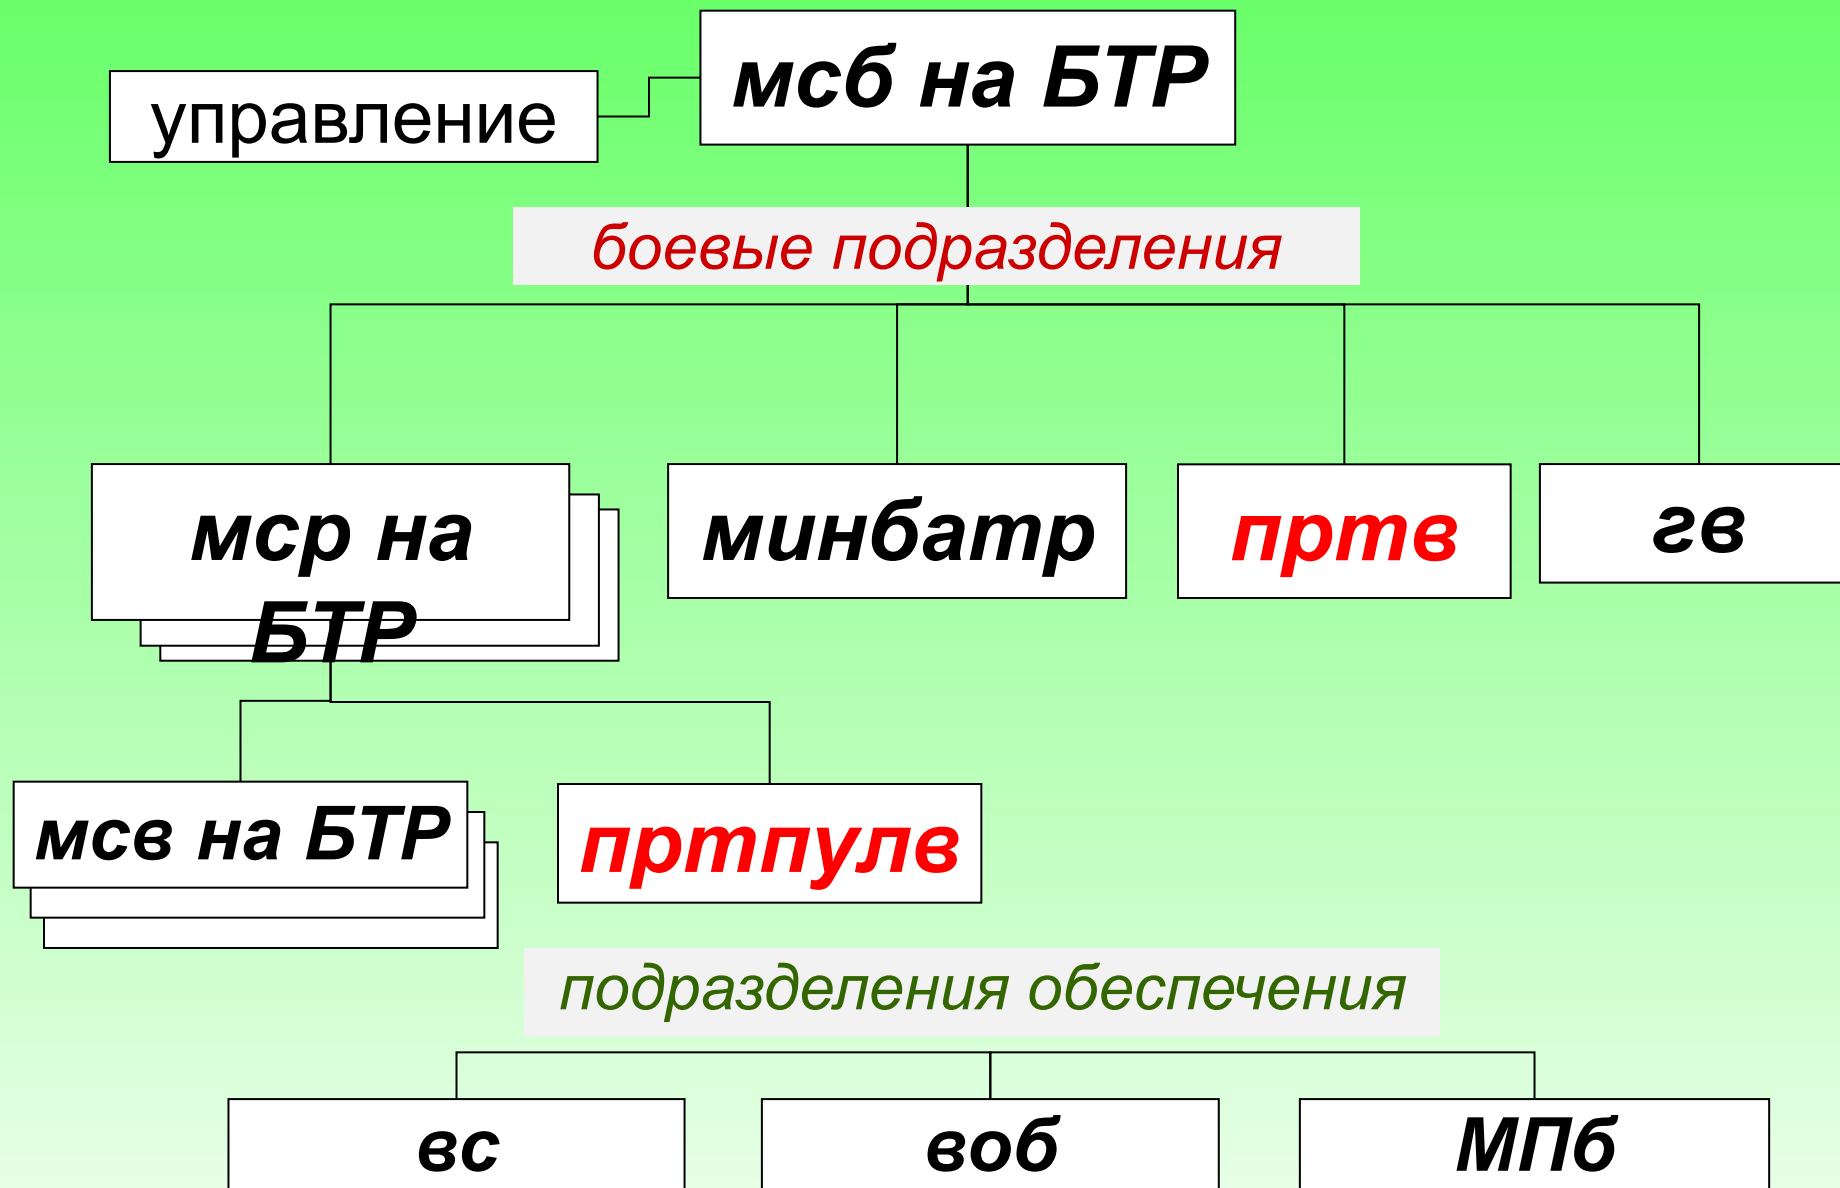 мсб на БТР
управление
боевые подразделения
мср на
БТР
минбатр
пртв
гв
мсв на БТР
пртпулв
подразделения обеспечения
вс
воб
МПб